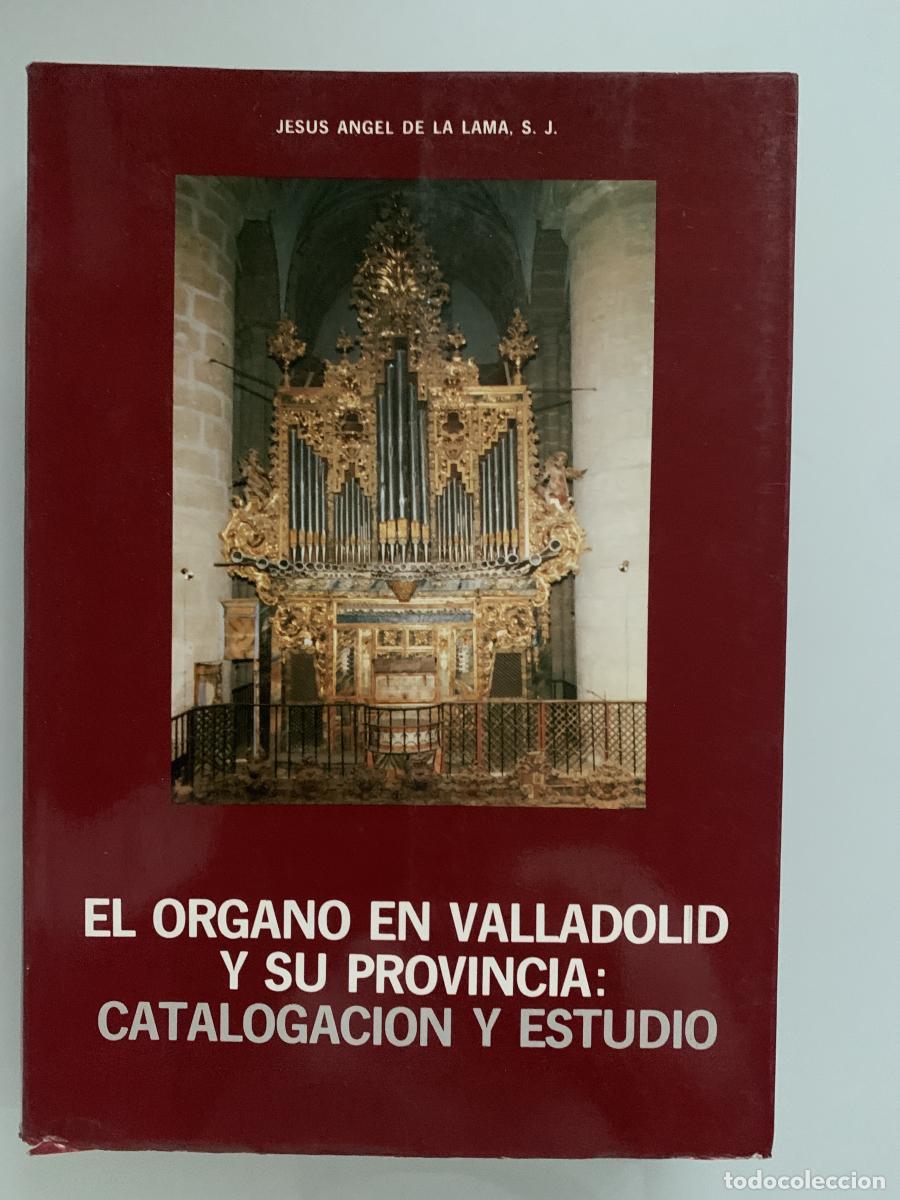 JESUS ANGEL DE LA LAMA, S. J.
EL ORGANO EN VALLADOLID
Y SU PROVINCIA:
CATALOGACION Y ESTUDIO
todocoleccion